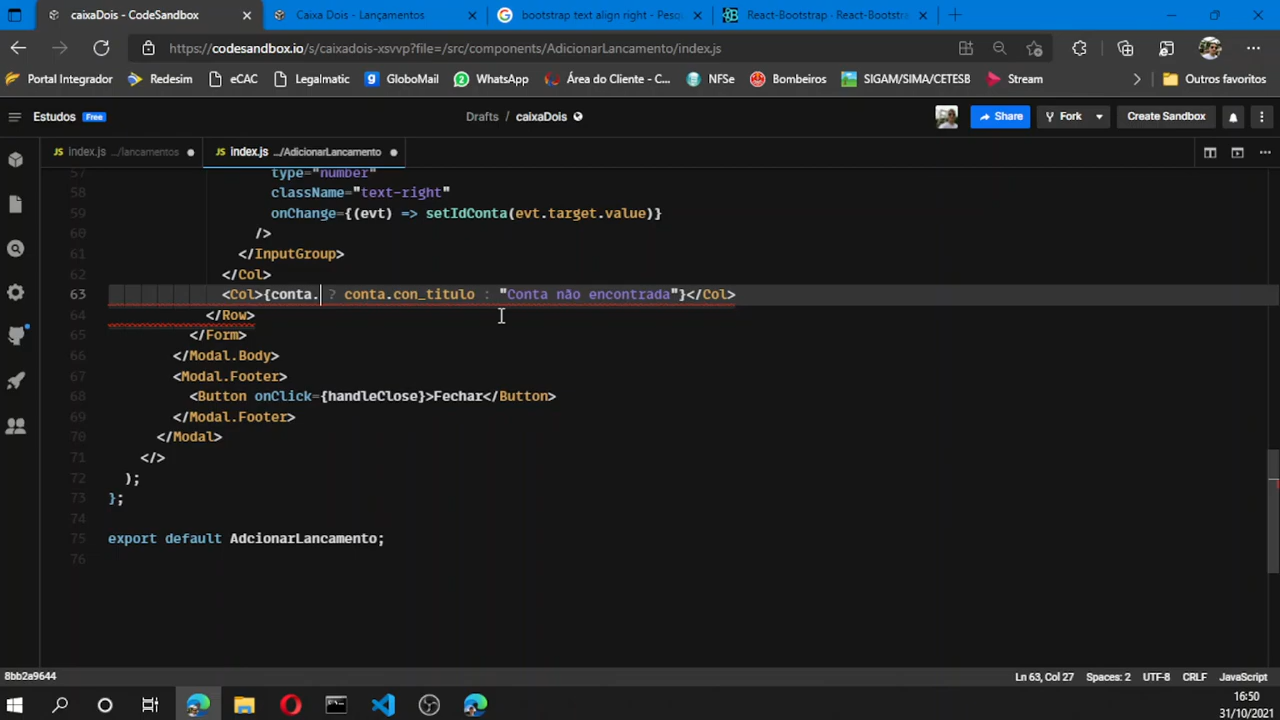 caixaDois - CodeSandbox
Caixa Dois - Lançamentos
bootstrap text align right - Pesq
React-Bootstrap · React-Bootstra
https://codesandbox.io/s/caixadois-xsvvp?file=/src/components/AdicionarLancamento/index.js
Portal Integrador
Redesim
eCAC
Legalmatic
GloboMail
WhatsApp
Área do Cliente - C...
NFSe
Bombeiros
SIGAM/SIMA/CETESB
Stream
Outros favoritos
Estudos Free
Drafts / caixaDois
Share
Fork
Create Sandbox
JS index.js .../lancamentos
JS index.js .../AdicionarLancamento
57 type="number"
58 className="text-right"
59 onChange={(evt) => setIdConta(evt.target.value)}
60 />
61 </InputGroup>
62 </Col>
63 <Col>{conta. ? conta.con_titulo : "Conta não encontrada"}</Col>
64 </Row>
65 </Form>
66 </Modal.Body>
67 <Modal.Footer>
68 <Button onClick={handleClose}>Fechar</Button>
69 </Modal.Footer>
70 </Modal>
71 </>
72 );
73 };
74
75 export default AdcionarLancamento;
76
8bb2a9644
Ln 63, Col 27
Spaces: 2
UTF-8
CRLF
JavaScript
16:50
31/10/2021